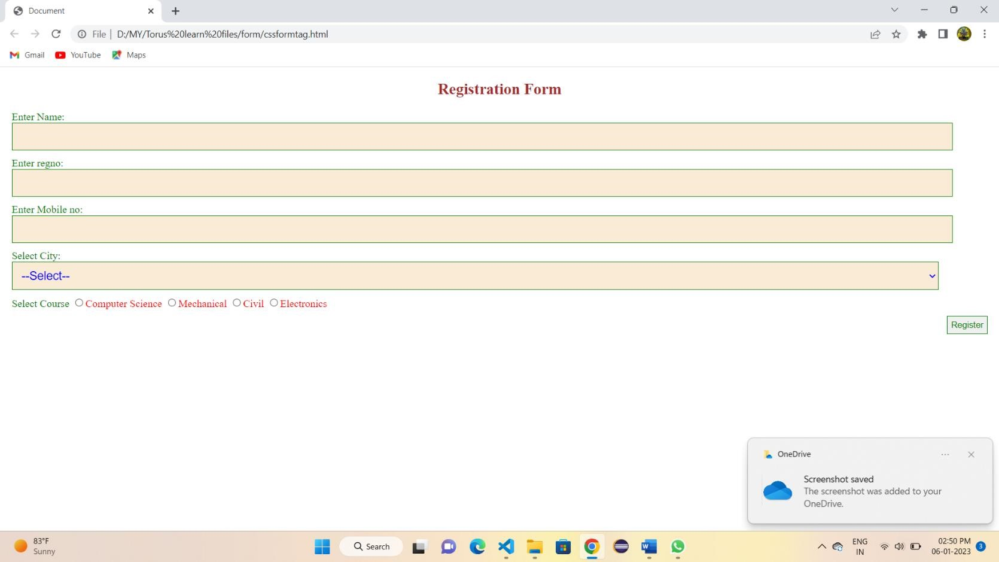 Document
File | D:/MY/Torus%20learn%20files/form/cssformtag.html
Gmail YouTube Maps
Registration Form
Enter Name:
Enter regno:
Enter Mobile no:
Select City:
--Select--
Select Course Computer Science Mechanical Civil Electronics
Register
OneDrive
Screenshot saved
The screenshot was added to your
OneDrive.
83°F
Sunny
Search
ENG
IN
02:50 PM
06-01-2023
3